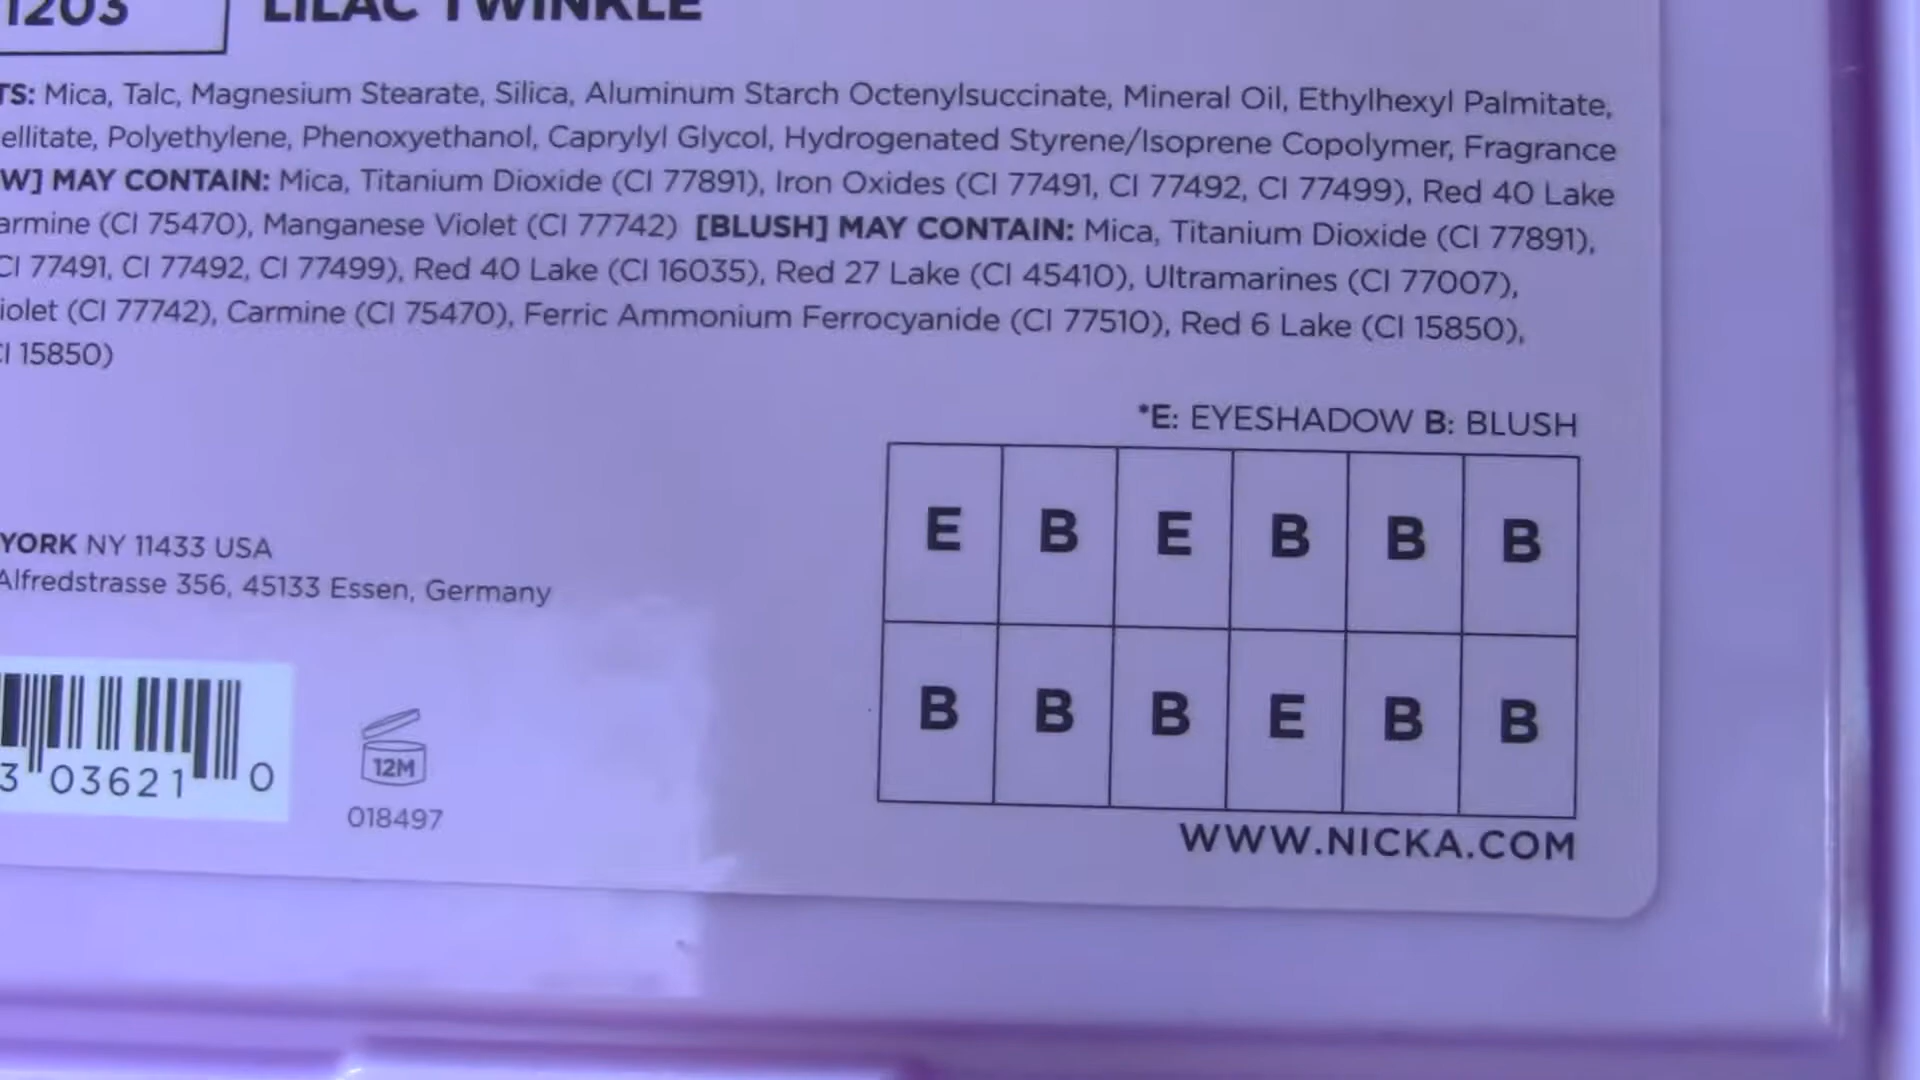 1203 LILAC TWINKLE
TS: Mica, Talc, Magnesium Stearate, Silica, Aluminum Starch Octenylsuccinate, Mineral Oil, Ethylhexyl Palmitate,
ellitate, Polyethylene, Phenoxyethanol, Caprylyl Glycol, Hydrogenated Styrene/Isoprene Copolymer, Fragrance
W] MAY CONTAIN: Mica, Titanium Dioxide (CI 77891), Iron Oxides (CI 77491, CI 77492, CI 77499), Red 40 Lake
armine (CI 75470), Manganese Violet (CI 77742) [BLUSH] MAY CONTAIN: Mica, Titanium Dioxide (CI 77891),
CI 77491, CI 77492, CI 77499), Red 40 Lake (CI 16035), Red 27 Lake (CI 45410), Ultramarines (CI 77007),
iolet (CI 77742), Carmine (CI 75470), Ferric Ammonium Ferrocyanide (CI 77510), Red 6 Lake (CI 15850),
CI 15850)
*E: EYESHADOW B: BLUSH
E B E B B B
B B B E B B
WWW.NICKA.COM
YORK NY 11433 USA
Alfredstrasse 356, 45133 Essen, Germany
3 03621 0
12M
018497